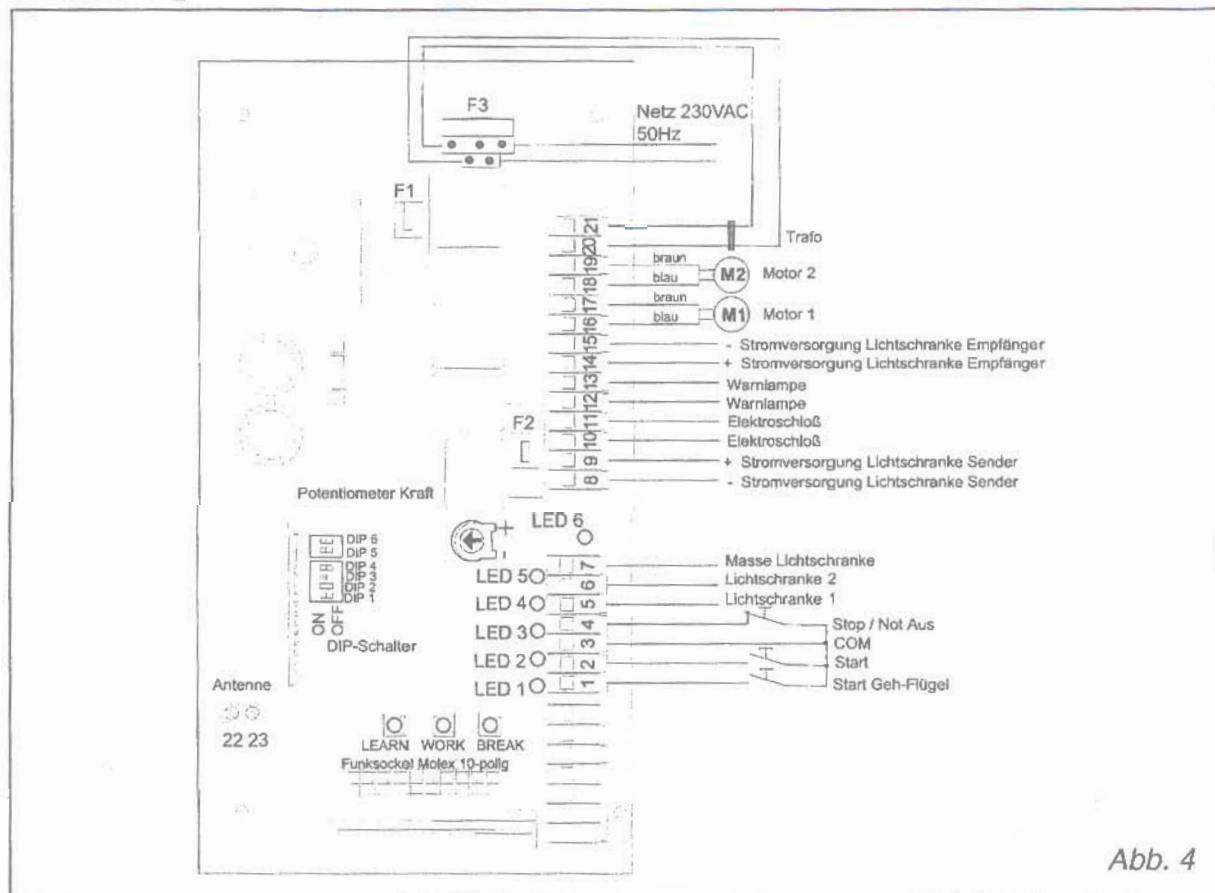 F3
Netz 230VAC
50Hz
F1
21
20
Trafo
19
braun
M2
Motor 2
18
blau
17
braun
M1
Motor 1
16
blau
15
- Stromversorgung Lichtschranke Empfänger
14
+ Stromversorgung Lichtschranke Empfänger
13
Warnlampe
12
Warnlampe
F2
11
Elektroschloß
10
Elektroschloß
9
+ Stromversorgung Lichtschranke Sender
8
- Stromversorgung Lichtschranke Sender
Potentiometer Kraft
+
-
LED 6
DIP 6
DIP 5
DIP 4
DIP 3
DIP 2
DIP 1
ON
OFF
DIP-Schalter
7
Masse Lichtschranke
LED 5
6
Lichtschranke 2
LED 4
5
Lichtschranke 1
LED 3
4
Stop / Not Aus
3
COM
LED 2
2
Start
LED 1
1
Start Geh-Flügel
Antenne
22 23
LEARN WORK BREAK
Funksockel Molex 10-polig
Abb. 4